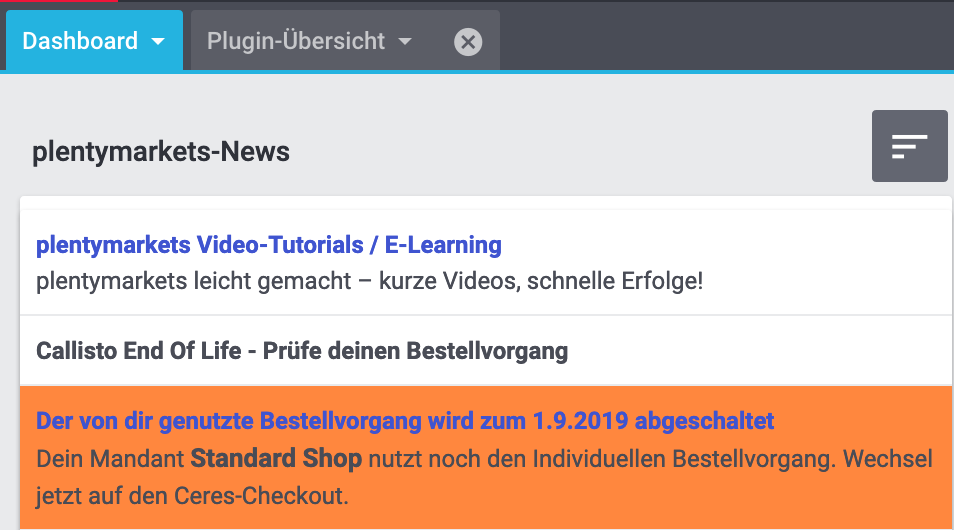 Dashboard
Plugin-Übersicht
plentymarkets-News
plentymarkets Video-Tutorials / E-Learning
plentymarkets leicht gemacht – kurze Videos, schnelle Erfolge!
Callisto End Of Life - Prüfe deinen Bestellvorgang
Der von dir genutzte Bestellvorgang wird zum 1.9.2019 abgeschaltet
Dein Mandant Standard Shop nutzt noch den Individuellen Bestellvorgang. Wechsel
jetzt auf den Ceres-Checkout.